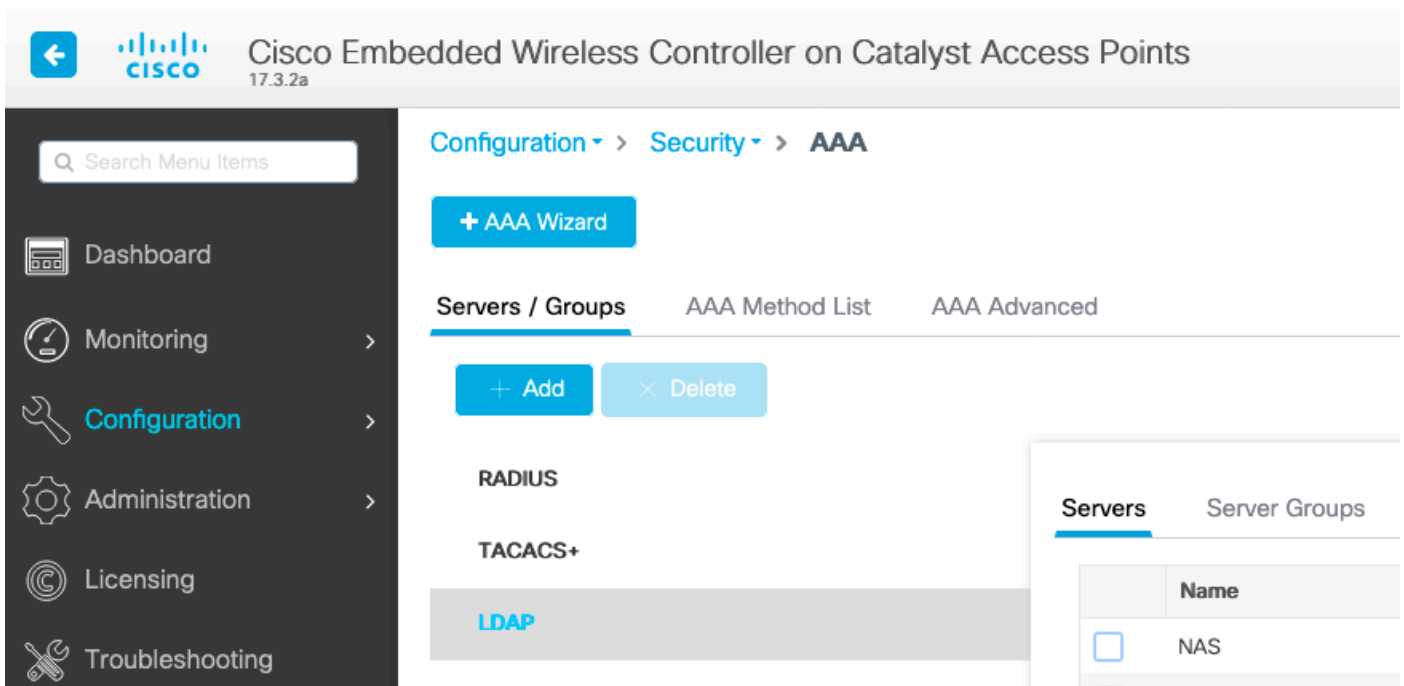 CISCO
Cisco Embedded Wireless Controller on Catalyst Access Points
17.3.2a
Search Menu Items
Dashboard
Monitoring
Configuration
Administration
Licensing
Troubleshooting
Configuration > Security > AAA
+ AAA Wizard
Servers / Groups AAA Method List AAA Advanced
+ Add × Delete
RADIUS
TACACS+
LDAP
Servers Server Groups
Name
NAS